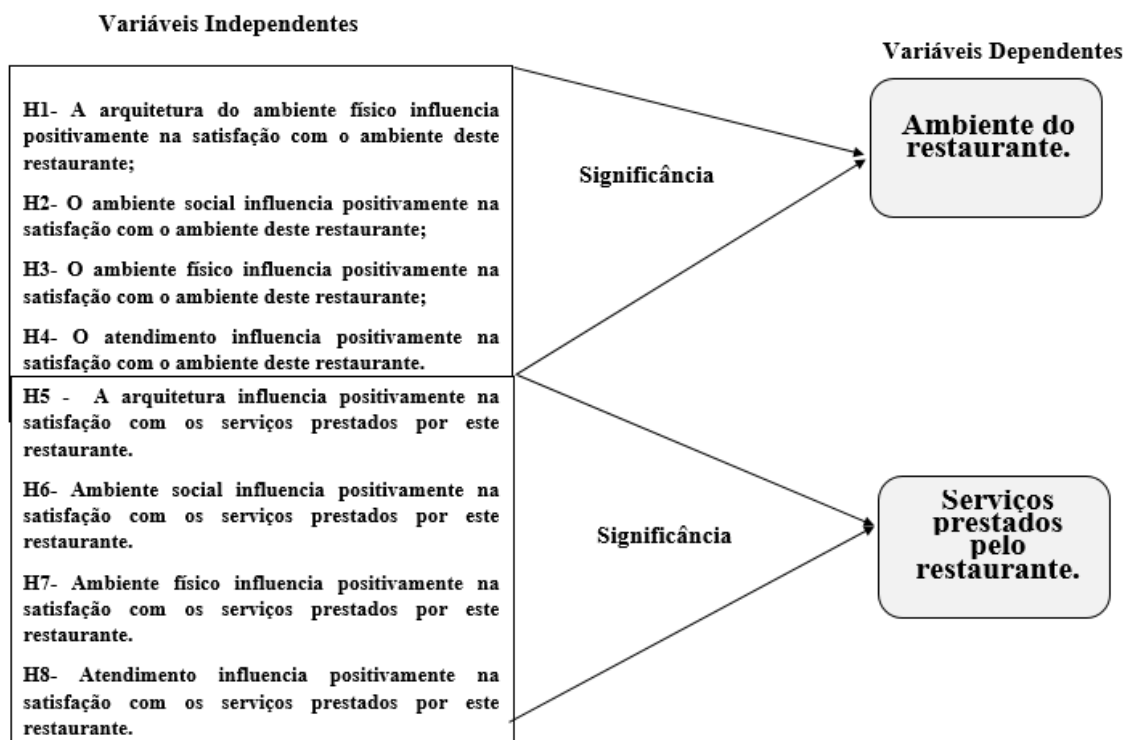 Variáveis Independentes
Variáveis Dependentes
H1- A arquitetura do ambiente físico influencia
positivamente na satisfação com o ambiente deste
restaurante;
H2- O ambiente social influencia positivamente na
satisfação com o ambiente deste restaurante;
H3- O ambiente físico influencia positivamente na
satisfação com o ambiente deste restaurante;
H4- O atendimento influencia positivamente na
satisfação com o ambiente deste restaurante.
Significância
Ambiente do
restaurante.
H5 - A arquitetura influencia positivamente na
satisfação com os serviços prestados por este
restaurante.
H6- Ambiente social influencia positivamente na
satisfação com os serviços prestados por este
restaurante.
H7- Ambiente físico influencia positivamente na
satisfação com os serviços prestados por este
restaurante.
H8- Atendimento influencia positivamente na
satisfação com os serviços prestados por este
restaurante.
Significância
Serviços
prestados
pelo
restaurante.